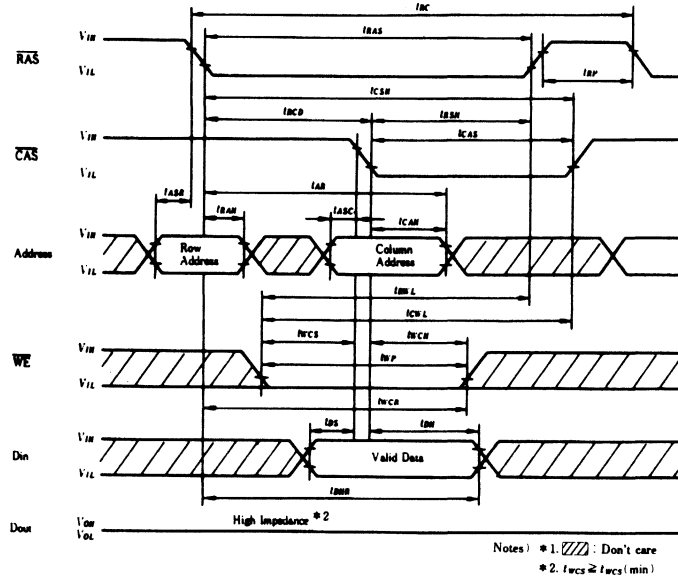 tRC
VIH
tRAS
RAS
VIL
tRP
tCSH
tRCD
tRSH
VIH
tCAS
CAS
VIL
tAR
tASR
tRAH
tASC
tCAH
VIH
Address
Row Address
Column Address
VIL
tRWL
tCWL
tWCS
tWCH
VIH
tWP
WE
VIL
tWCR
tDS
tDH
VIH
Din
Valid Data
VIL
tDHR
High Impedance *2
Dout
VOH
VOL
Notes) *1. : Don't care
*2. tWCS ≧ tWCS (min)